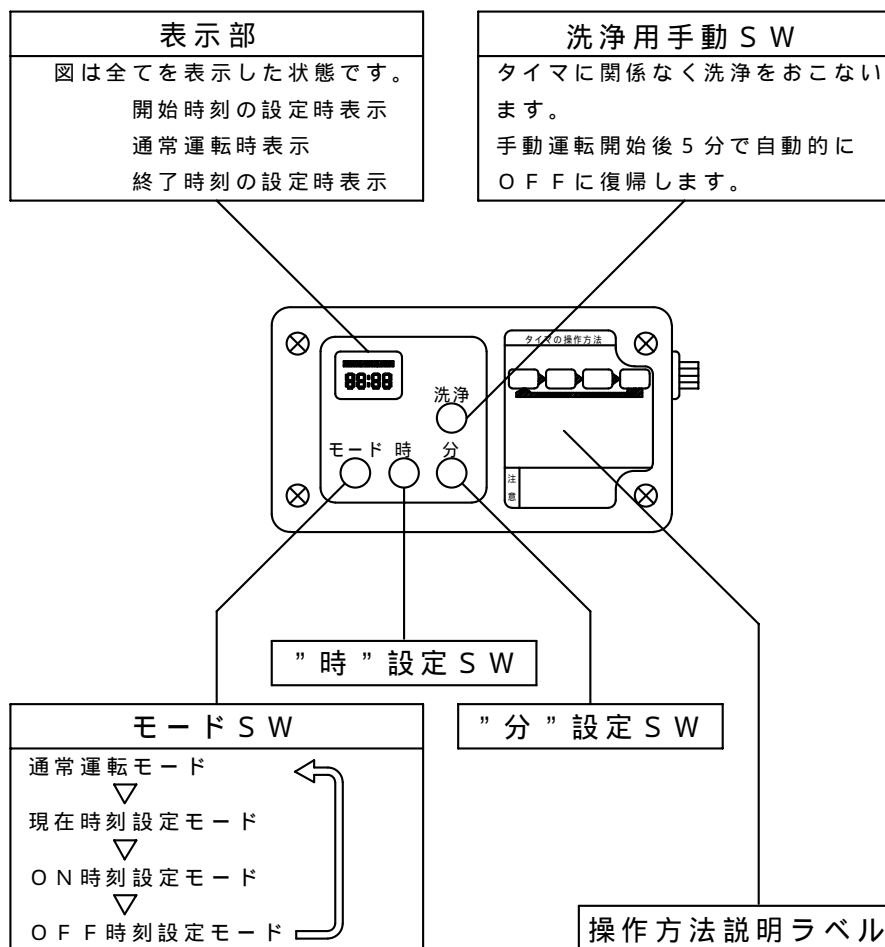 表示部
図は全てを表示した状態です。
開始時刻の設定時表示
通常運転時表示
終了時刻の設定時表示
洗浄用手動ＳＷ
タイマに関係なく洗浄をおこない
ます。
手動運転開始後５分で自動的に
ＯＦＦに復帰します。
タイマの操作方法
88:88
洗浄
モード 時 分
注意
”時”設定ＳＷ
”分”設定ＳＷ
モードＳＷ
通常運転モード
▽
現在時刻設定モード
▽
ＯＮ時刻設定モード
▽
ＯＦＦ時刻設定モード
操作方法説明ラベル